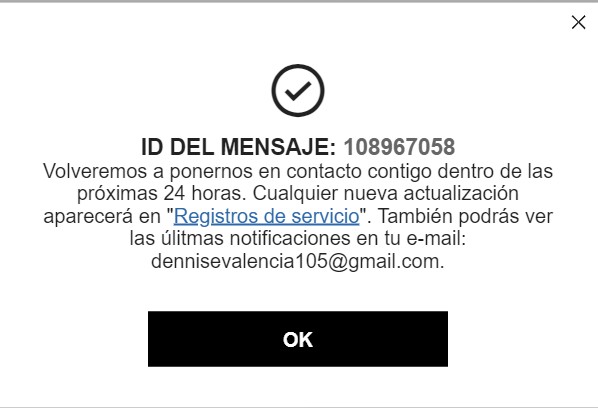 ID DEL MENSAJE: 108967058
Volveremos a ponernos en contacto contigo dentro de las
próximas 24 horas. Cualquier nueva actualización
aparecerá en "Registros de servicio". También podrás ver
las úlitmas notificaciones en tu e-mail:
dennisevalencia105@gmail.com.
OK